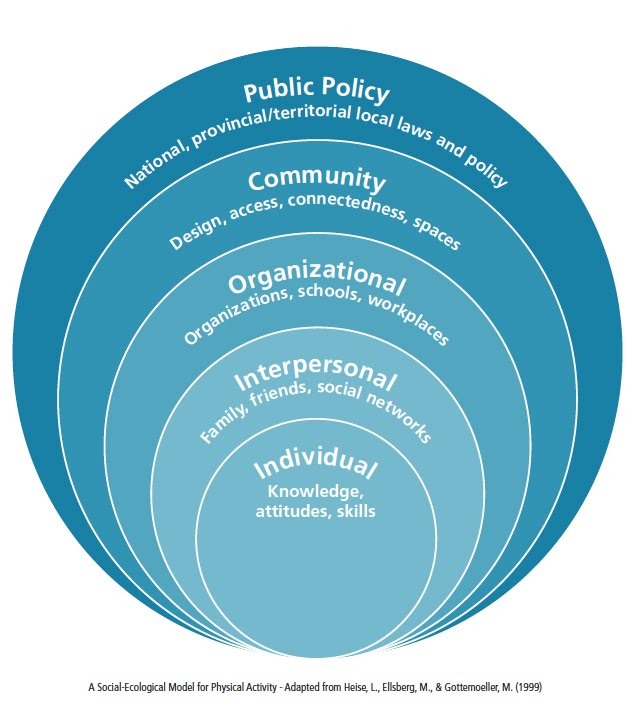 Public Policy
National, provincial/territorial local laws and policy
Community
Design, access, connectedness, spaces
Organizational
Organizations, schools, workplaces
Interpersonal
Family, friends, social networks
Individual
Knowledge,
attitudes, skills
A Social-Ecological Model for Physical Activity - Adapted from Heise, L., Ellsberg, M., & Gottemoeller, M. (1999)